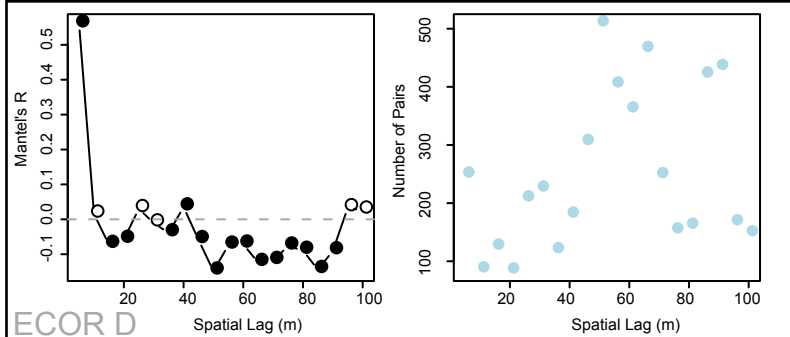 Mantel's R
0.5
0.4
0.3
0.2
0.1
0.0
-0.1
20 40 60 80 100
Spatial Lag (m)
Number of Pairs
500
400
300
200
100
20 40 60 80 100
Spatial Lag (m)
ECOR D